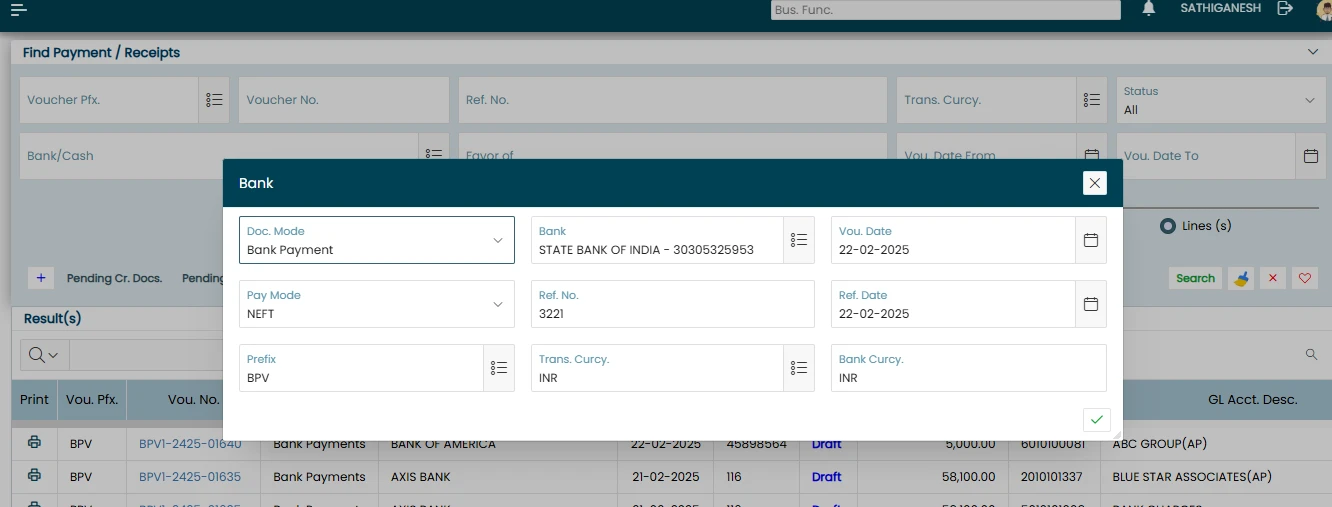 Bus. Func. SATHIGANESH
Find Payment / Receipts
Voucher Pfx. Voucher No. Ref. No. Trans. Curcy. Status
All
Bank/Cash Favor of Vou. Date From Vou. Date To
Bank
Doc. Mode Bank Vou. Date
Bank Payment STATE BANK OF INDIA - 30305325953 22-02-2025
Lines (s)
+ Pending Cr. Docs. Pending Search
Pay Mode Ref. No. Ref. Date
NEFT 3221 22-02-2025
Result(s)
Prefix Trans. Curcy. Bank Curcy.
BPV INR INR
Print Vou. Pfx. Vou. No. GL Acct. Desc.
BPV BPV1-2425-01640 Bank Payments BANK OF AMERICA 22-02-2025 45898564 Draft 5,000.00 6010100081 ABC GROUP(AP)
BPV BPV1-2425-01635 Bank Payments AXIS BANK 21-02-2025 116 Draft 58,100.00 2010101337 BLUE STAR ASSOCIATES(AP)